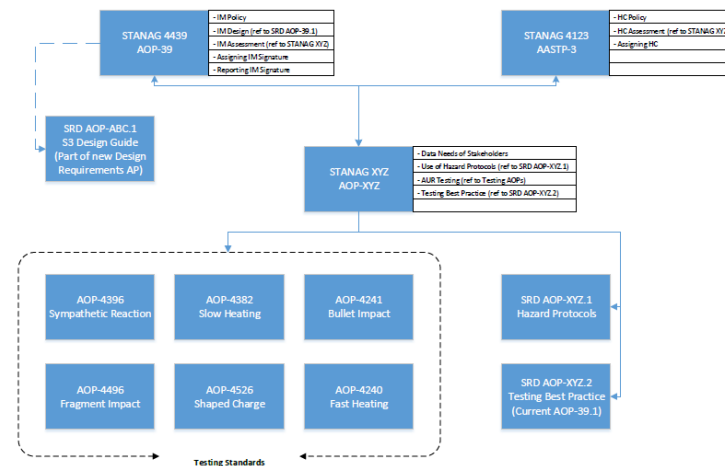 STANAG 4439
AOP-39
- IM Policy
- IM Design (ref to SRD AOP-39.1)
- IM Assessment (ref to STANAG XYZ)
- Assigning IM Signature
- Reporting IM Signature
STANAG 4123
AASTP-3
- HC Policy
- HC Assessment (ref to STANAG XYZ
- Assigning HC
SRD AOP-ABC.1
S3 Design Guide
(Part of new Design
Requirements AP)
STANAG XYZ
AOP-XYZ
- Data Needs of Stakeholders
- Use of Hazard Protocols (ref to SRD AOP-XYZ.1)
- AUR Testing (ref to Testing AOPs)
- Testing Best Practice (ref to SRD AOP-XYZ.2)
AOP-4396
Sympathetic Reaction
AOP-4382
Slow Heating
AOP-4241
Bullet Impact
SRD AOP-XYZ.1
Hazard Protocols
AOP-4496
Fragment Impact
AOP-4526
Shaped Charge
AOP-4240
Fast Heating
SRD AOP-XYZ.2
Testing Best Practice
(Current AOP-39.1)
Testing Standards